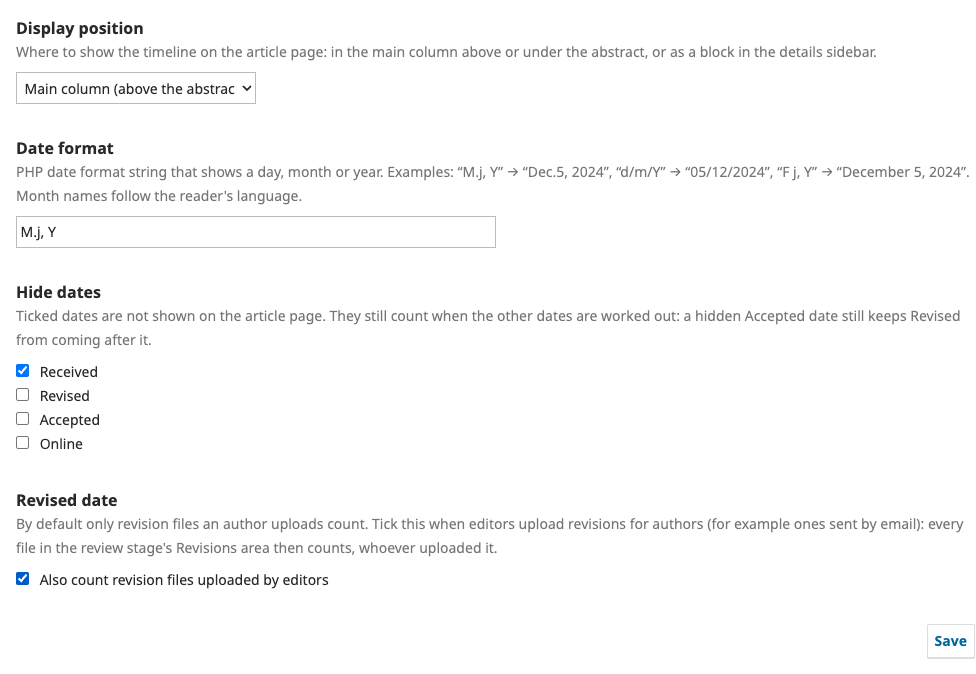 Display position
Where to show the timeline on the article page: in the main column above or under the abstract, or as a block in the details sidebar.
Main column (above the abstrac
Date format
PHP date format string that shows a day, month or year. Examples: “M.j, Y” → “Dec.5, 2024”, “d/m/Y” → “05/12/2024”, “F j, Y” → “December 5, 2024”.
Month names follow the reader's language.
M.j, Y
Hide dates
Ticked dates are not shown on the article page. They still count when the other dates are worked out: a hidden Accepted date still keeps Revised
from coming after it.
Received
Revised
Accepted
Online
Revised date
By default only revision files an author uploads count. Tick this when editors upload revisions for authors (for example ones sent by email): every
file in the review stage's Revisions area then counts, whoever uploaded it.
Also count revision files uploaded by editors
Save